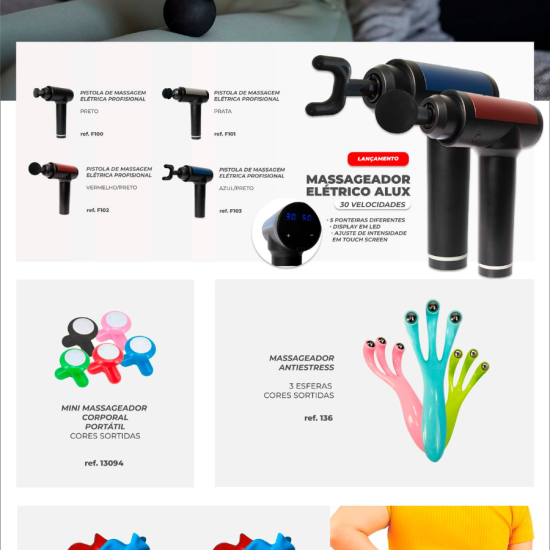 PISTOLA DE MASSAGEM
ELÉTRICA PROFISIONAL
PRETO
ref. F100
PISTOLA DE MASSAGEM
ELÉTRICA PROFISIONAL
PRATA
ref. F101
PISTOLA DE MASSAGEM
ELÉTRICA PROFISIONAL
VERMELHO/PRETO
ref. F102
PISTOLA DE MASSAGEM
ELÉTRICA PROFISIONAL
AZUL/PRETO
ref. F103
LANÇAMENTO
MASSAGEADOR
ELÉTRICO ALUX
30 VELOCIDADES
• 5 PONTEIRAS DIFERENTES
• DISPLAY EM LED
• AJUSTE DE INTENSIDADE
EM TOUCH SCREEN
MINI MASSAGEADOR
CORPORAL
PORTÁTIL
CORES SORTIDAS
ref. 13094
MASSAGEADOR
ANTIESTRESS
3 ESFERAS
CORES SORTIDAS
ref. 136